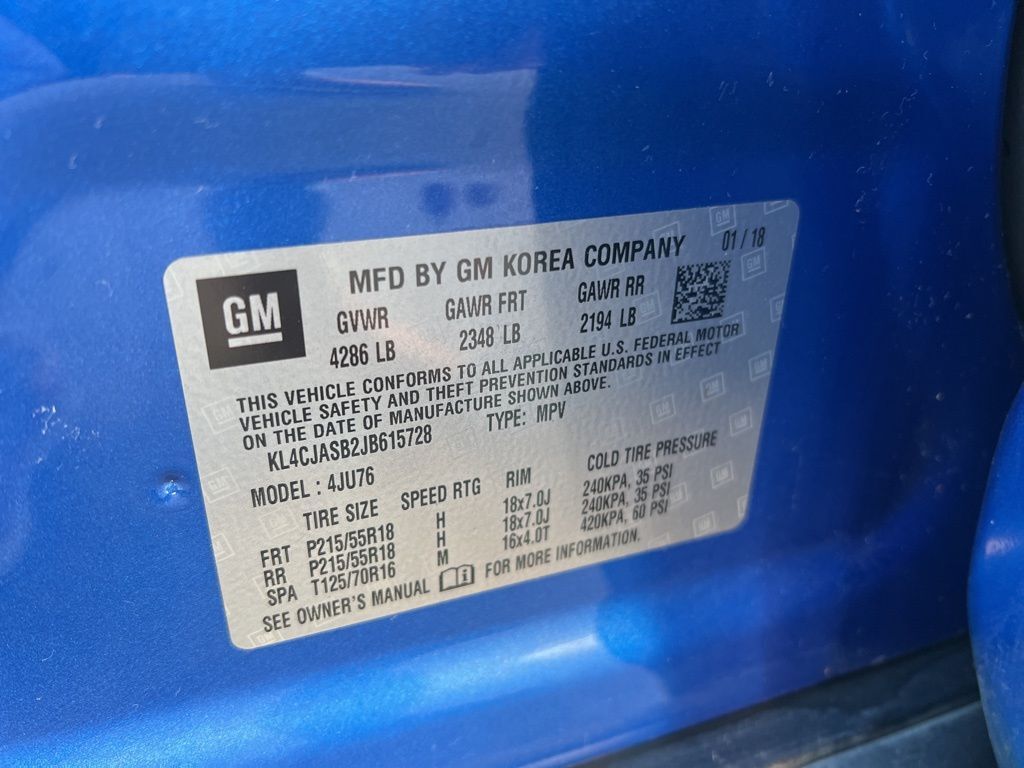 GM
MFD BY GM KOREA COMPANY 01 / 18
GVWR GAWR FRT GAWR RR
4286 LB 2348 LB 2194 LB
THIS VEHICLE CONFORMS TO ALL APPLICABLE U.S. FEDERAL MOTOR
VEHICLE SAFETY AND THEFT PREVENTION STANDARDS IN EFFECT
ON THE DATE OF MANUFACTURE SHOWN ABOVE.
KL4CJASB2JB615728 TYPE: MPV
MODEL : 4JU76
TIRE SIZE SPEED RTG RIM COLD TIRE PRESSURE
FRT P215/55R18 H 18x7.0J 240KPA, 35 PSI
RR P215/55R18 H 18x7.0J 240KPA, 35 PSI
SPA T125/70R16 M 16x4.0T 420KPA, 60 PSI
SEE OWNER'S MANUAL FOR MORE INFORMATION.